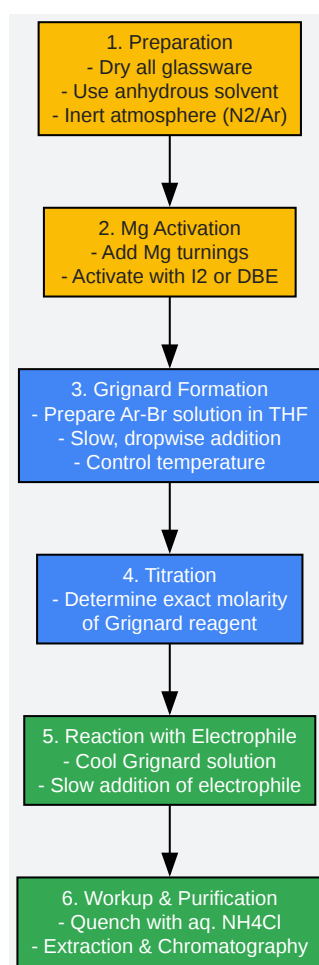 1. Preparation
- Dry all glassware
- Use anhydrous solvent
- Inert atmosphere (N2/Ar)
2. Mg Activation
- Add Mg turnings
- Activate with I2 or DBE
3. Grignard Formation
- Prepare Ar-Br solution in THF
- Slow, dropwise addition
- Control temperature
4. Titration
- Determine exact molarity
of Grignard reagent
5. Reaction with Electrophile
- Cool Grignard solution
- Slow addition of electrophile
6. Workup & Purification
- Quench with aq. NH4Cl
- Extraction & Chromatography